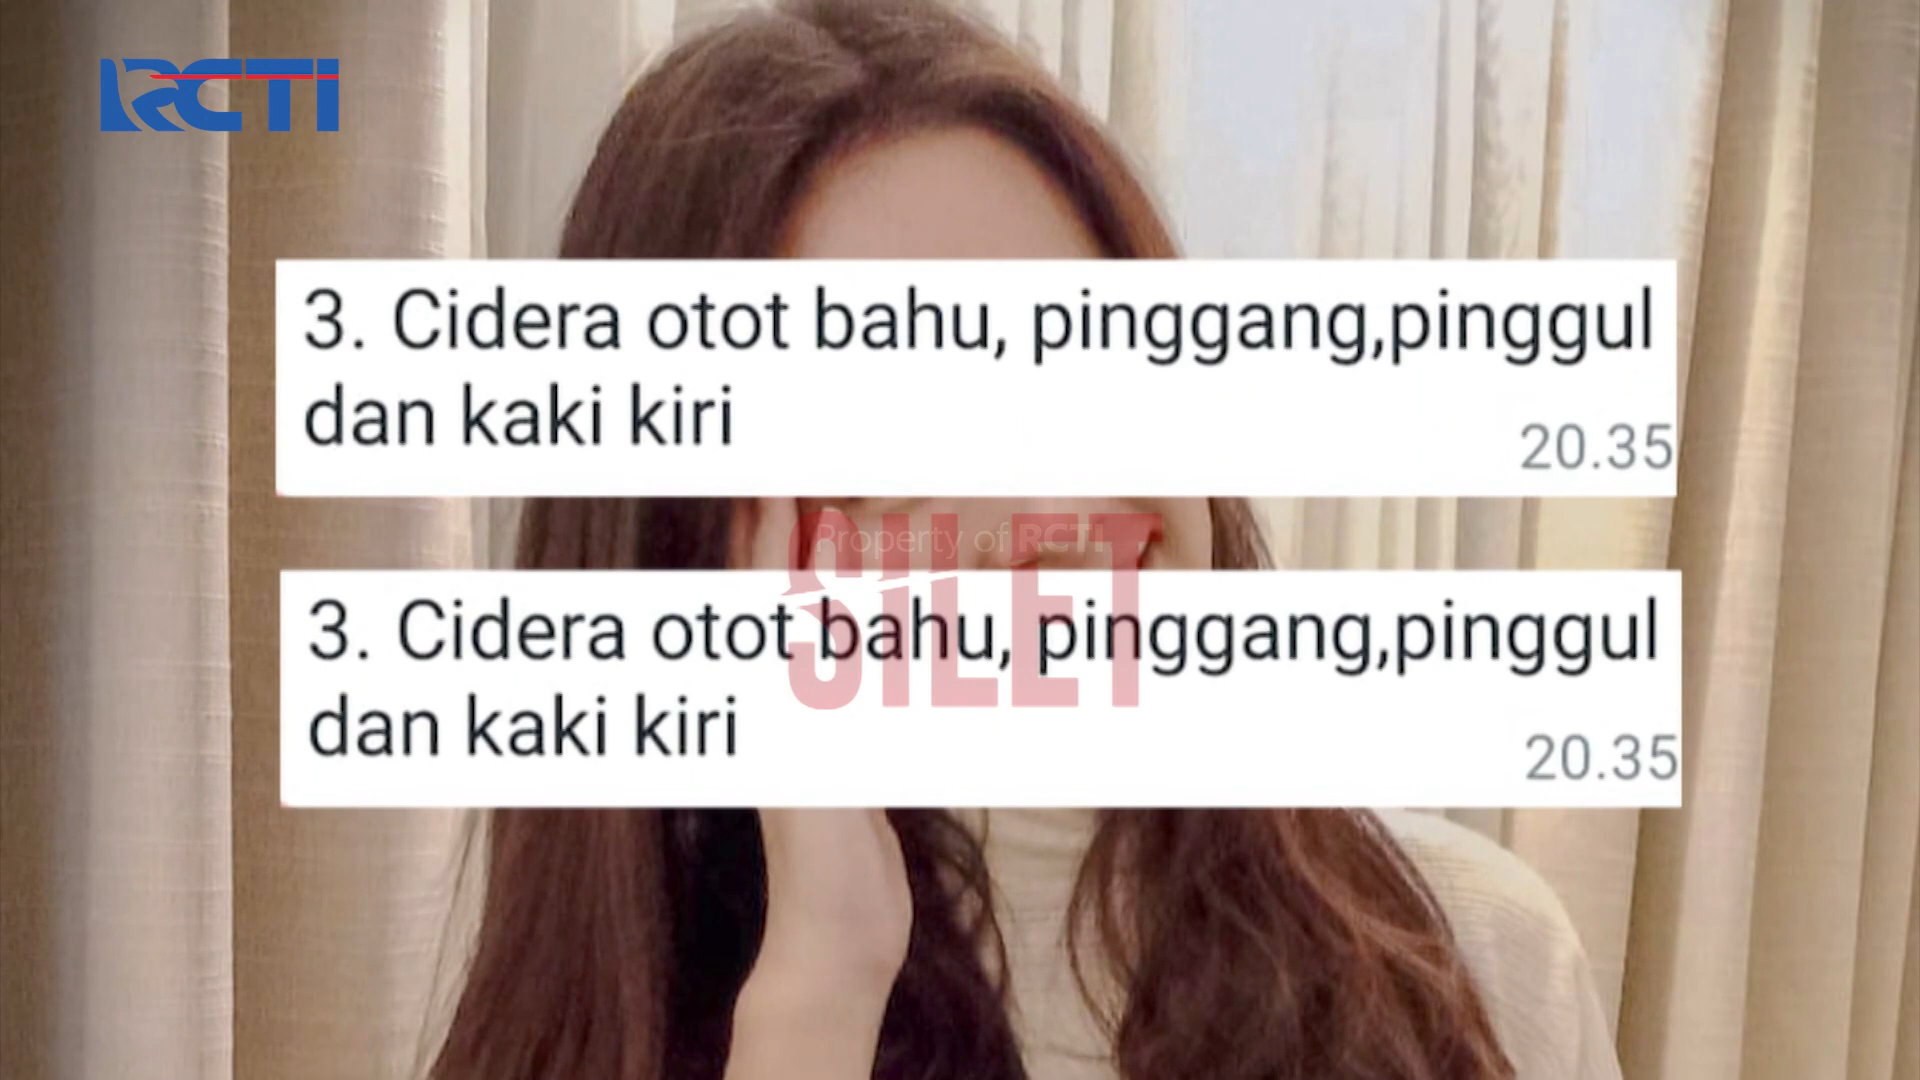 RCTI
3. Cidera otot bahu, pinggang,pinggul
dan kaki kiri
20.35
Property of RCTI
SILET
3. Cidera otot bahu, pinggang,pinggul
dan kaki kiri
20.35